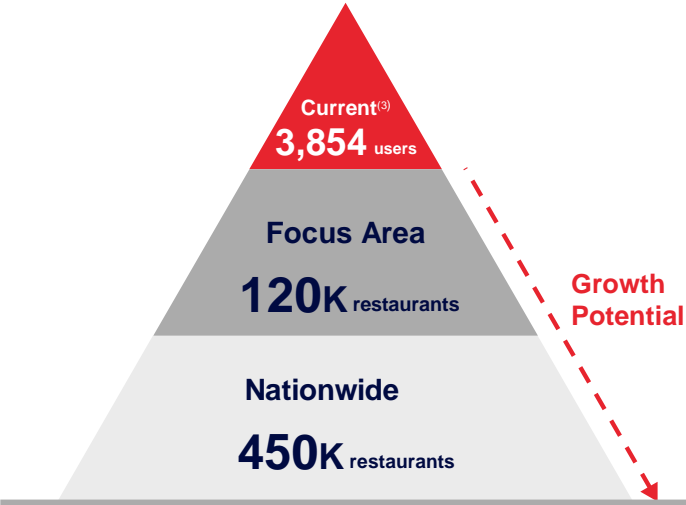 Current(3)
3,854 users
Focus Area
120K restaurants
Growth
Potential
Nationwide
450K restaurants